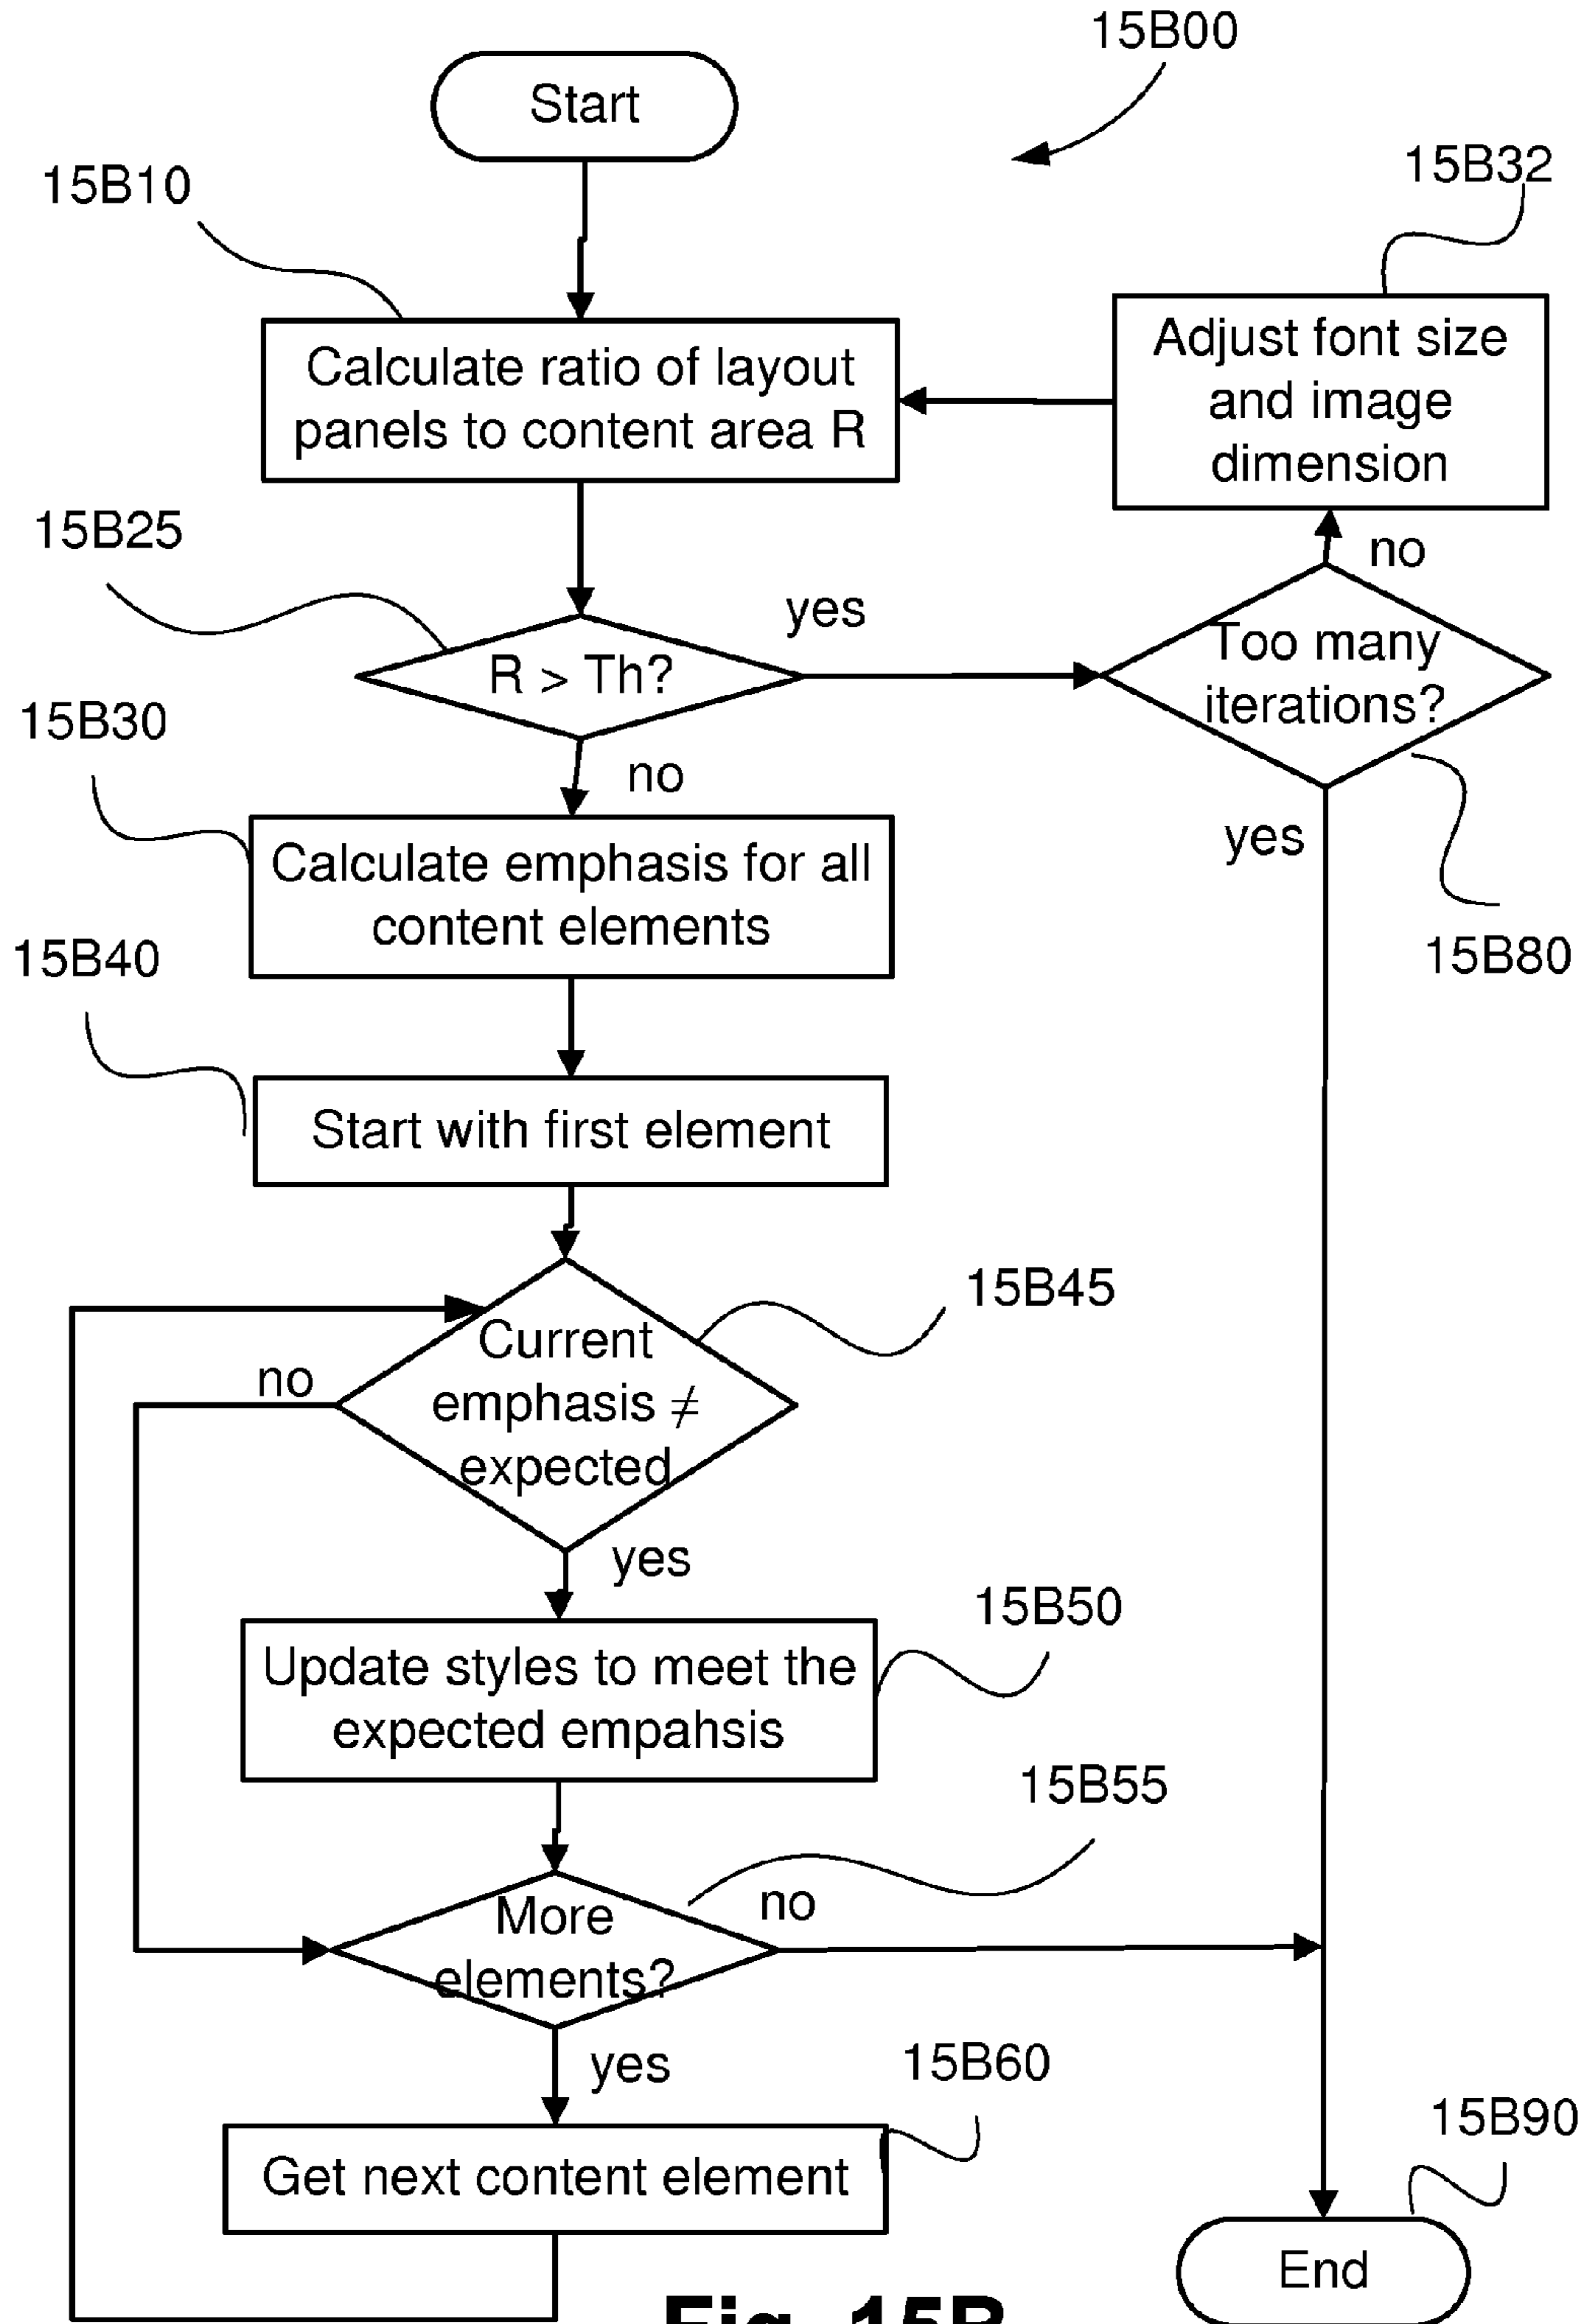 15B00
Start
15B10
15B32
Calculate ratio of layout
panels to content area R
Adjust font size
and image
dimension
15B25
no
yes
R > Th?
Too many
iterations?
15B30
no
yes
Calculate emphasis for all
content elements
15B40
15B80
Start with first element
15B45
Current
emphasis ≠
expected
no
yes
15B50
Update styles to meet the
expected empahsis
15B55
More
elements?
no
yes
15B60
Get next content element
15B90
End
Fig. 15B